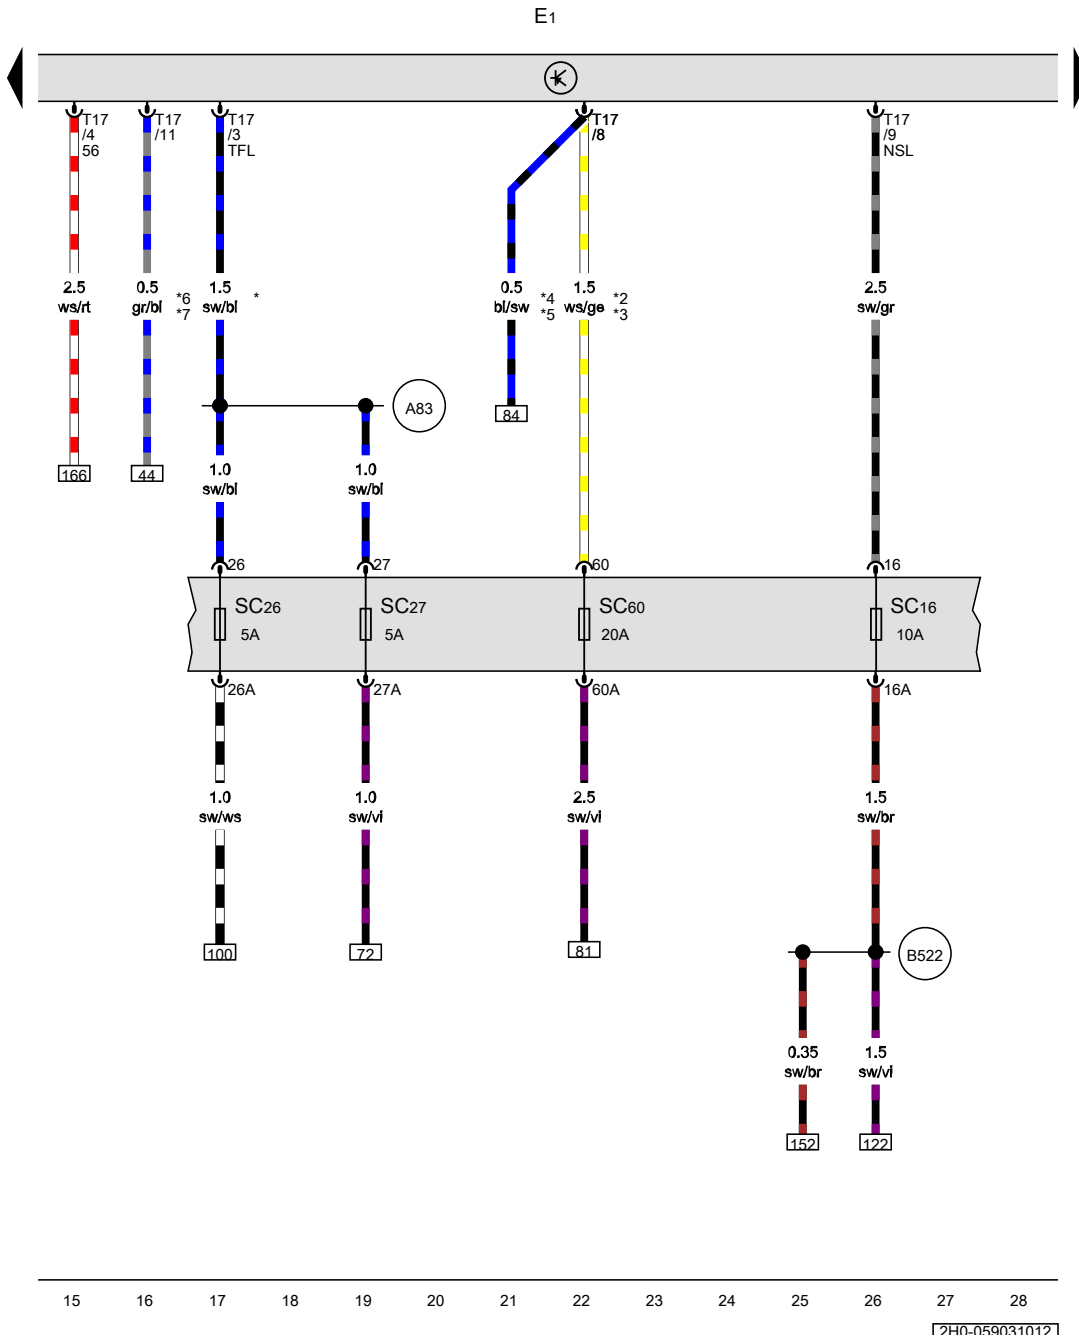 E1
T17
/4
56
T17
/11
T17
/3
TFL
T17
/8
T17
/9
NSL
2.5
ws/rt
0.5
gr/bl
*6
*7
1.5
sw/bl
*
0.5
bl/sw
*4
*5
1.5
ws/ge
*2
*3
2.5
sw/gr
A83
84
166
44
1.0
sw/bl
1.0
sw/bl
26
27
60
16
SC26
5A
SC27
5A
SC60
20A
SC16
10A
26A
27A
60A
16A
1.0
sw/ws
1.0
sw/vi
2.5
sw/vi
1.5
sw/br
100
72
81
B522
0.35
sw/br
1.5
sw/vi
152
122
15 16 17 18 19 20 21 22 23 24 25 26 27 28
2H0-059031012